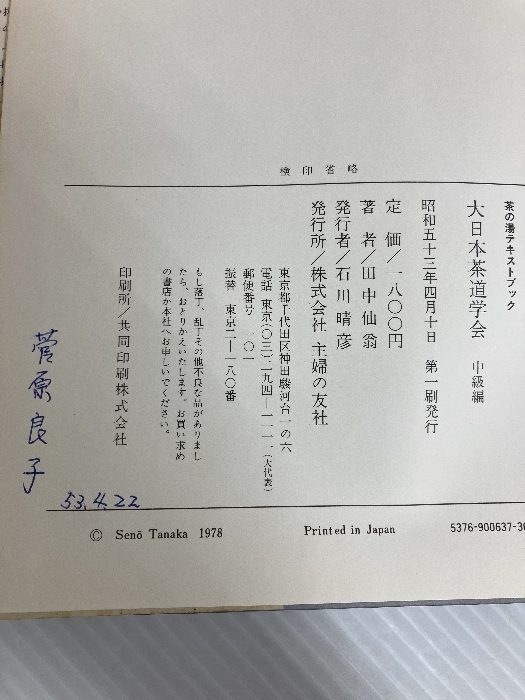 検印省略
茶の湯テキストブック
大日本茶道学会 中級編
昭和五十三年四月十日 第一刷発行
定 価/一八〇〇円
著 者/田中仙翁
発行者/石川晴彦
発行所/株式会社 主婦の友社
東京都千代田区神田駿河台一の六
電話 東京(〇三)二九四―一一一一(大代表)
郵便番号 一〇一
振替 東京二―一八〇番
もし落丁、乱丁その他不良な品がありまし
たら、おとりかえいたします。お買い求め
の書店か本社へお申しいでください。
印刷所/共同印刷株式会社
菅原良子
53.4.22
© Senō Tanaka 1978
Printed in Japan
5376-900637-30